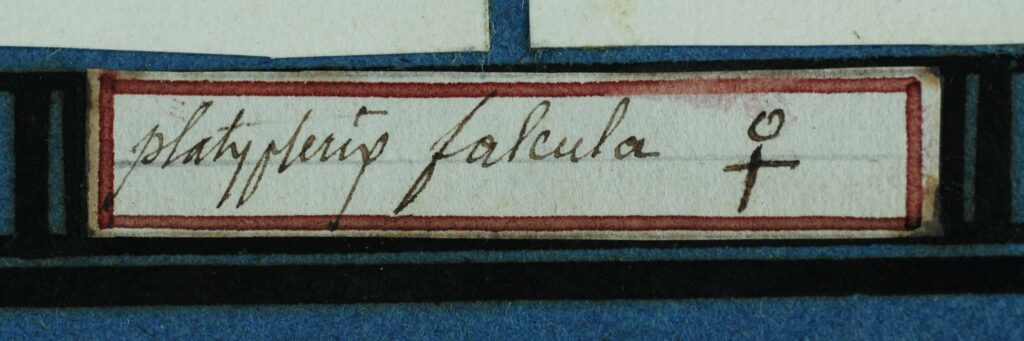 platypterix falcula ♀